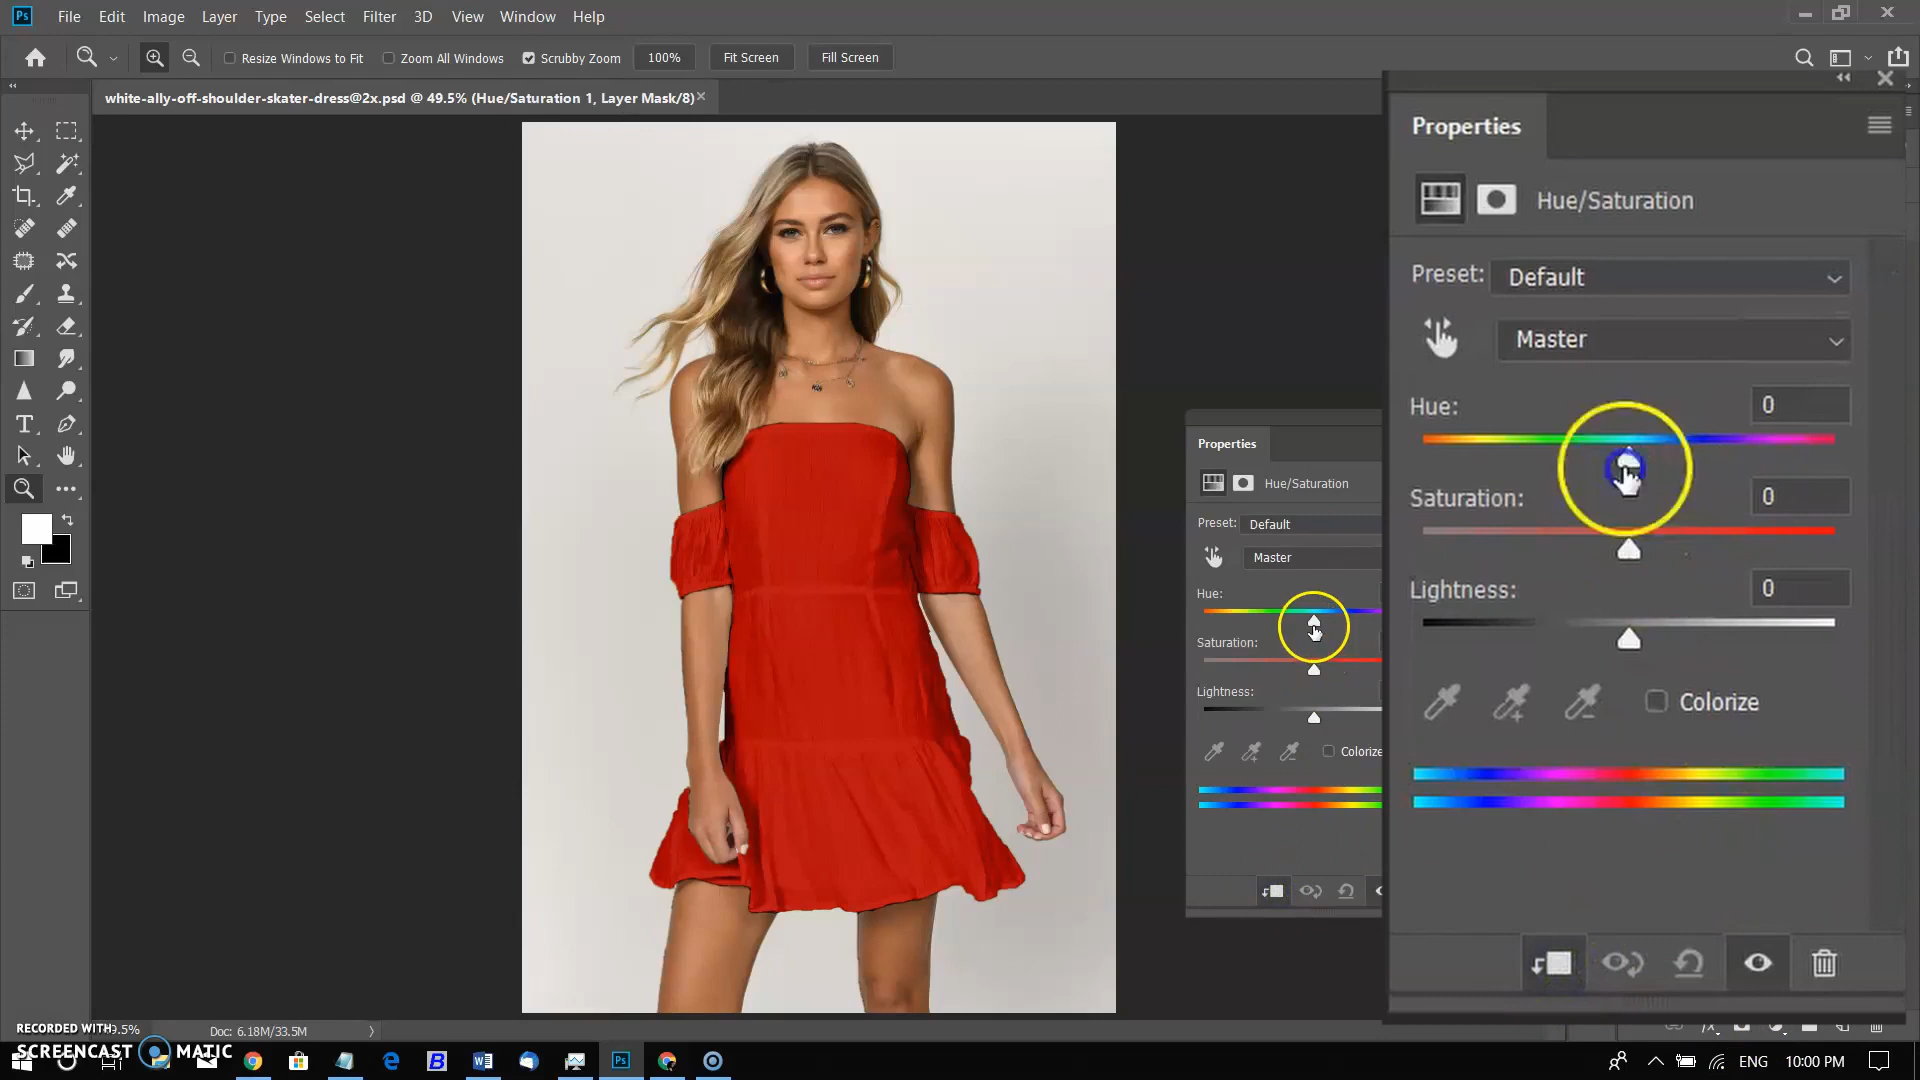 Ps File Edit Image Layer Type Select Filter 3D View Window Help
Resize Windows to Fit Zoom All Windows Scrubby Zoom 100% Fit Screen Fill Screen
white-ally-off-shoulder-skater-dress@2x.psd @ 49.5% (Hue/Saturation 1, Layer Mask/8)
Properties
Hue/Saturation
Preset: Default
Master
Hue: 0
Saturation: 0
Lightness: 0
Colorize
Properties
Hue/Saturation
Preset: Default
Master
Hue:
Saturation:
Lightness:
Colorize
9.5% Doc: 6.18M/33.5M
RECORDED WITH
SCREENCAST MATIC
Ps ENG 10:00 PM